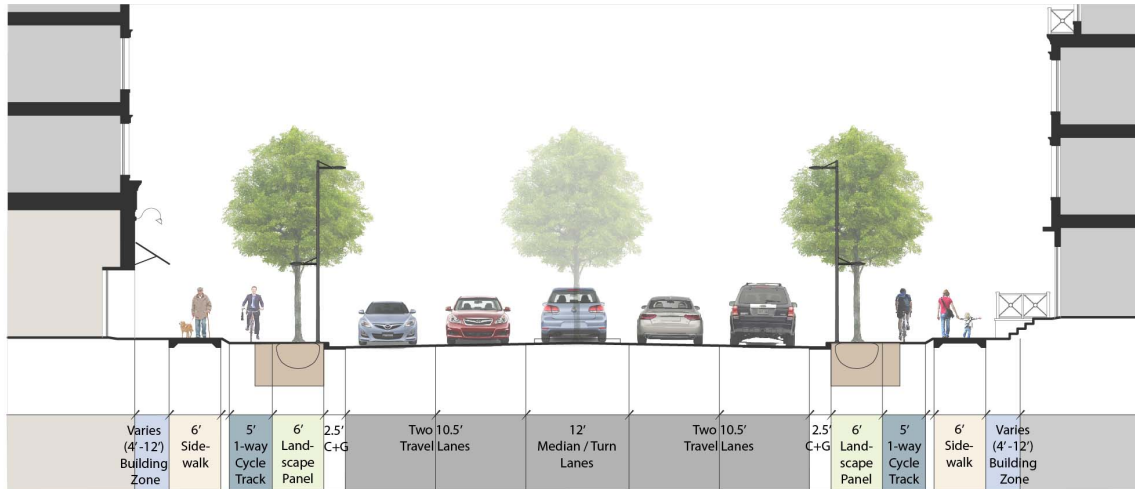 Varies
(4'-12')
Building
Zone
6'
Side-
walk
5'
1-way
Cycle
Track
6'
Land-
scape
Panel
2.5'
C+G
Two 10.5'
Travel Lanes
12'
Median / Turn
Lanes
Two 10.5'
Travel Lanes
2.5'
C+G
6'
Land-
scape
Panel
5'
1-way
Cycle
Track
6'
Side-
walk
Varies
(4'-12')
Building
Zone